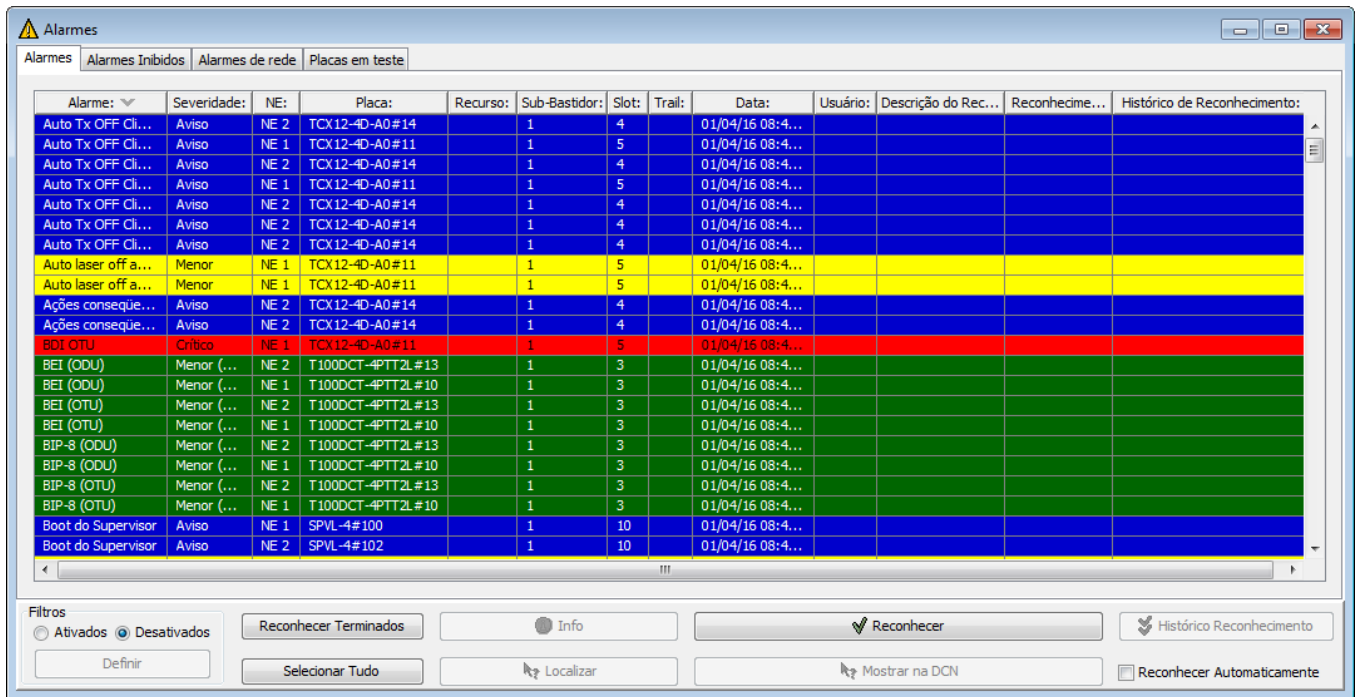 Alarmes
Alarmes Alarmes Inibidos Alarmes de rede Placas em teste
Alarme: Severidade: NE: Placa: Recurso: Sub-Bastidor: Slot: Trail: Data: Usuário: Descrição do Rec... Reconhecime... Histórico de Reconhecimento:
Auto Tx OFF Cli... Aviso NE 2 TCX12-4D-A0#14 1 4 01/04/16 08:4...
Auto Tx OFF Cli... Aviso NE 1 TCX12-4D-A0#11 1 5 01/04/16 08:4...
Auto Tx OFF Cli... Aviso NE 2 TCX12-4D-A0#14 1 4 01/04/16 08:4...
Auto Tx OFF Cli... Aviso NE 1 TCX12-4D-A0#11 1 5 01/04/16 08:4...
Auto Tx OFF Cli... Aviso NE 2 TCX12-4D-A0#14 1 4 01/04/16 08:4...
Auto Tx OFF Cli... Aviso NE 2 TCX12-4D-A0#14 1 4 01/04/16 08:4...
Auto Tx OFF Cli... Aviso NE 2 TCX12-4D-A0#14 1 4 01/04/16 08:4...
Auto laser off a... Menor NE 1 TCX12-4D-A0#11 1 5 01/04/16 08:4...
Auto laser off a... Menor NE 1 TCX12-4D-A0#11 1 5 01/04/16 08:4...
Ações conseqüe... Aviso NE 2 TCX12-4D-A0#14 1 4 01/04/16 08:4...
Ações conseqüe... Aviso NE 2 TCX12-4D-A0#14 1 4 01/04/16 08:4...
BDI OTU Crítico NE 1 TCX12-4D-A0#11 1 5 01/04/16 08:4...
BEI (ODU) Menor (... NE 2 T100DCT-4PTT2L#13 1 3 01/04/16 08:4...
BEI (ODU) Menor (... NE 1 T100DCT-4PTT2L#10 1 3 01/04/16 08:4...
BEI (OTU) Menor (... NE 2 T100DCT-4PTT2L#13 1 3 01/04/16 08:4...
BEI (OTU) Menor (... NE 1 T100DCT-4PTT2L#10 1 3 01/04/16 08:4...
BIP-8 (ODU) Menor (... NE 2 T100DCT-4PTT2L#13 1 3 01/04/16 08:4...
BIP-8 (ODU) Menor (... NE 1 T100DCT-4PTT2L#10 1 3 01/04/16 08:4...
BIP-8 (OTU) Menor (... NE 2 T100DCT-4PTT2L#13 1 3 01/04/16 08:4...
BIP-8 (OTU) Menor (... NE 1 T100DCT-4PTT2L#10 1 3 01/04/16 08:4...
Boot do Supervisor Aviso NE 1 SPVL-4#100 1 10 01/04/16 08:4...
Boot do Supervisor Aviso NE 2 SPVL-4#102 1 10 01/04/16 08:4...
Filtros
Ativados Desativados Reconhecer Terminados Info Reconhecer Histórico Reconhecimento
Definir Selecionar Tudo Localizar Mostrar na DCN Reconhecer Automaticamente